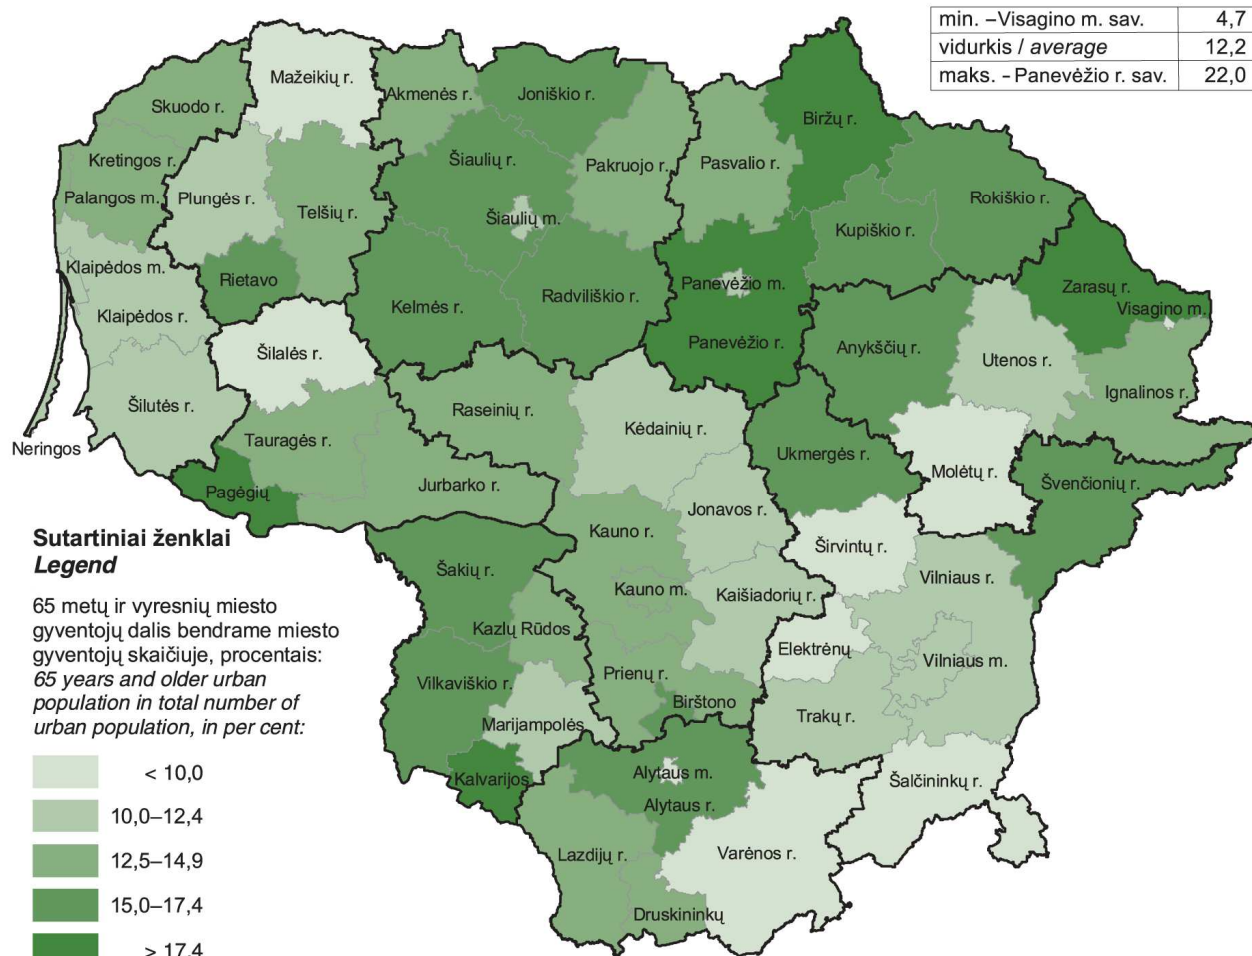 min. –Visagino m. sav. 4,7
vidurkis / average 12,2
maks. - Panevėžio r. sav. 22,0
Mažeikių r.
Akmenės r.
Joniškio r.
Skuodo r.
Biržų r.
Kretingos r.
Šiaulių r.
Pakruojo r.
Pasvalio r.
Palangos m.
Plungės r.
Telšių r.
Šiaulių m.
Rokiškio r.
Kupiškio r.
Klaipėdos m.
Rietavo
Panevėžio m.
Zarasų r.
Klaipėdos r.
Kelmės r.
Radviliškio r.
Visagino m.
Panevėžio r.
Anykščių r.
Šilalės r.
Utenos r.
Ignalinos r.
Šilutės r.
Raseinių r.
Neringos
Tauragės r.
Kėdainių r.
Ukmergės r.
Molėtų r.
Švenčionių r.
Pagėgių
Jurbarko r.
Jonavos r.
Kauno r.
Širvintų r.
Šakių r.
Vilniaus r.
Kauno m.
Kaišiadorių r.
Kazlų Rūdos
Elektrėnų
Vilniaus m.
Prienų r.
Vilkaviškio r.
Birštono
Trakų r.
Marijampolės
Kalvarijos
Alytaus m.
Šalčininkų r.
Alytaus r.
Lazdijų r.
Varėnos r.
Druskininkų
Sutartiniai ženklai
Legend
65 metų ir vyresnių miesto
gyventojų dalis bendrame miesto
gyventojų skaičiuje, procentais:
65 years and older urban
population in total number of
urban population, in per cent:
< 10,0
10,0–12,4
12,5–14,9
15,0–17,4
> 17,4